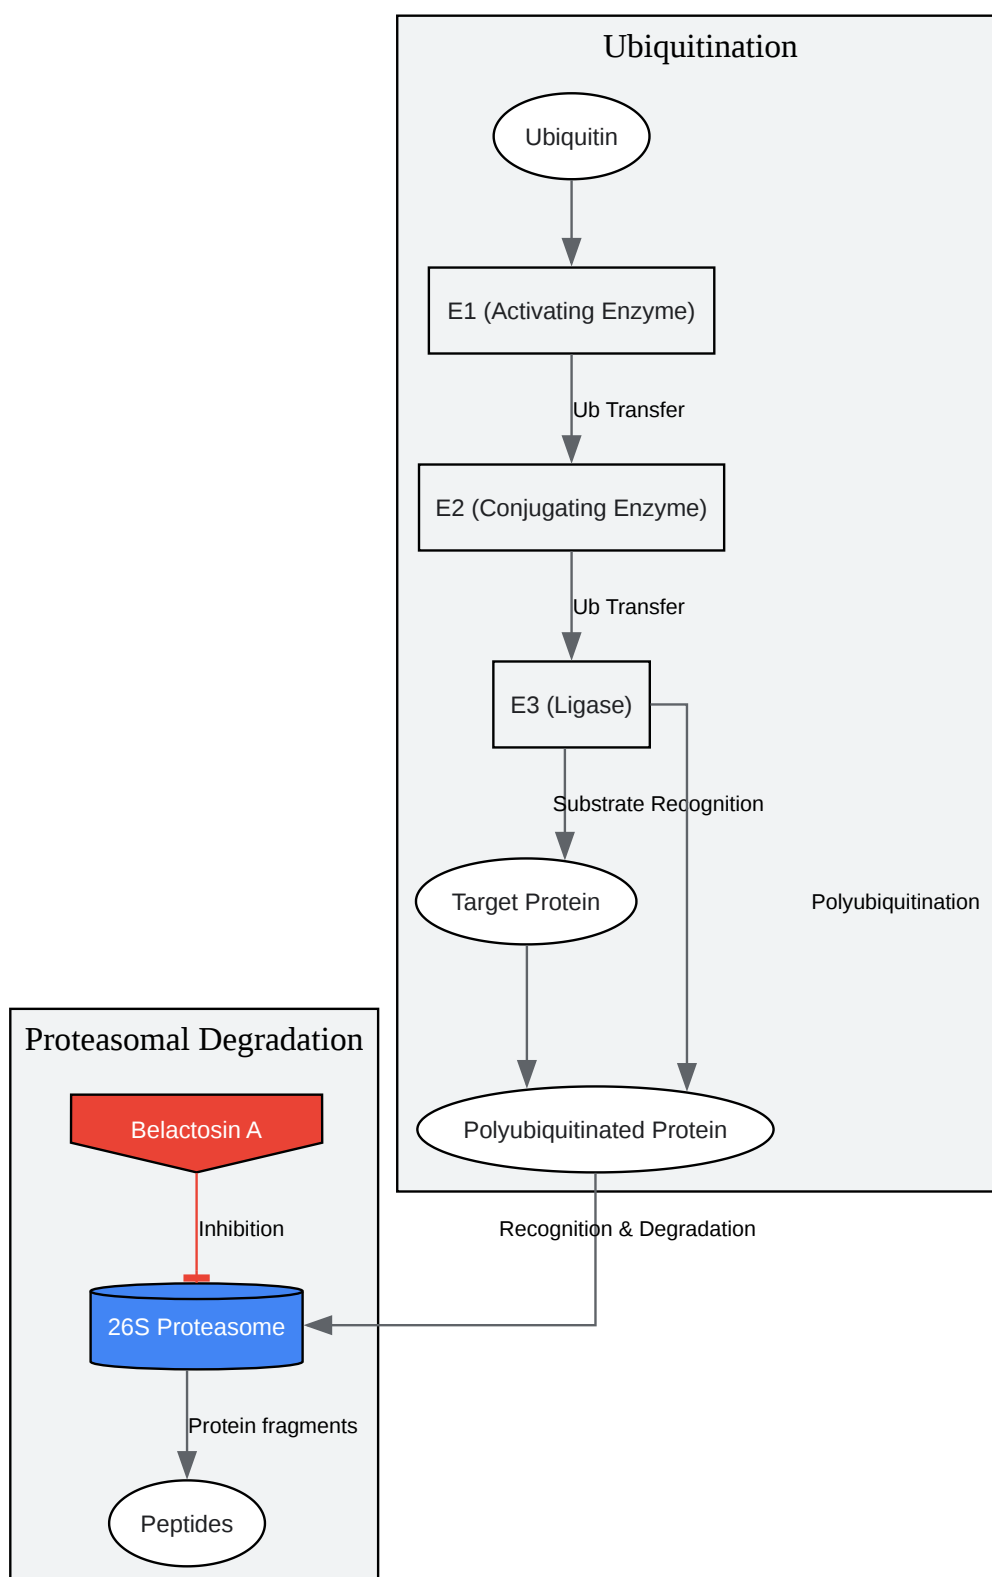 Ubiquitination
Ubiquitin
E1 (Activating Enzyme)
Ub Transfer
E2 (Conjugating Enzyme)
Ub Transfer
E3 (Ligase)
Substrate Recognition
Target Protein
Polyubiquitination
Polyubiquitinated Protein
Recognition & Degradation
Proteasomal Degradation
Belactosin A
Inhibition
26S Proteasome
Protein fragments
Peptides